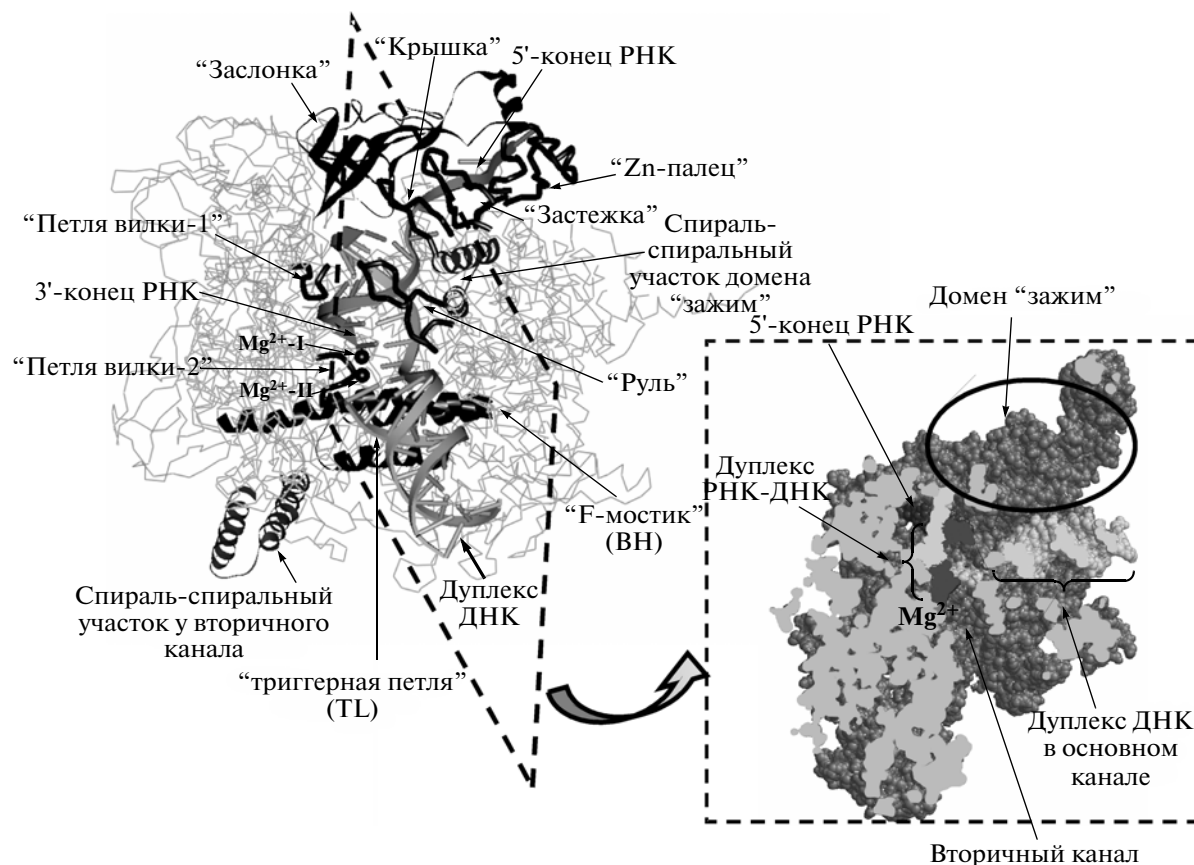 “Крышка”
5'-конец РНК
“Заслонка”
“Zn-палец”
“Застежка”
“Петля вилки-1”
Спираль-
спиральный
участок домена
“зажим”
3'-конец РНК
Mg²⁺-I
“Петля вилки-2”
Mg²⁺-II
“Руль”
“F-мостик”
(BH)
Дуплекс
ДНК
Спираль-спиральный
участок у вторичного
канала
“триггерная петля”
(TL)
Домен “зажим”
5'-конец РНК
Дуплекс
РНК-ДНК
Mg²⁺
Дуплекс ДНК
в основном
канале
Вторичный канал